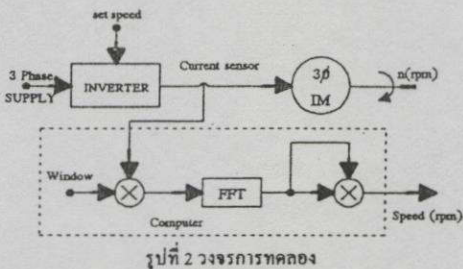 set speed
3 Phase
SUPPLY
INVERTER
Current sensor
3ϕ
IM
n(rpm)
Window
FFT
Computer
Speed (rpm)
รูปที่ 2 วงจรการทดลอง